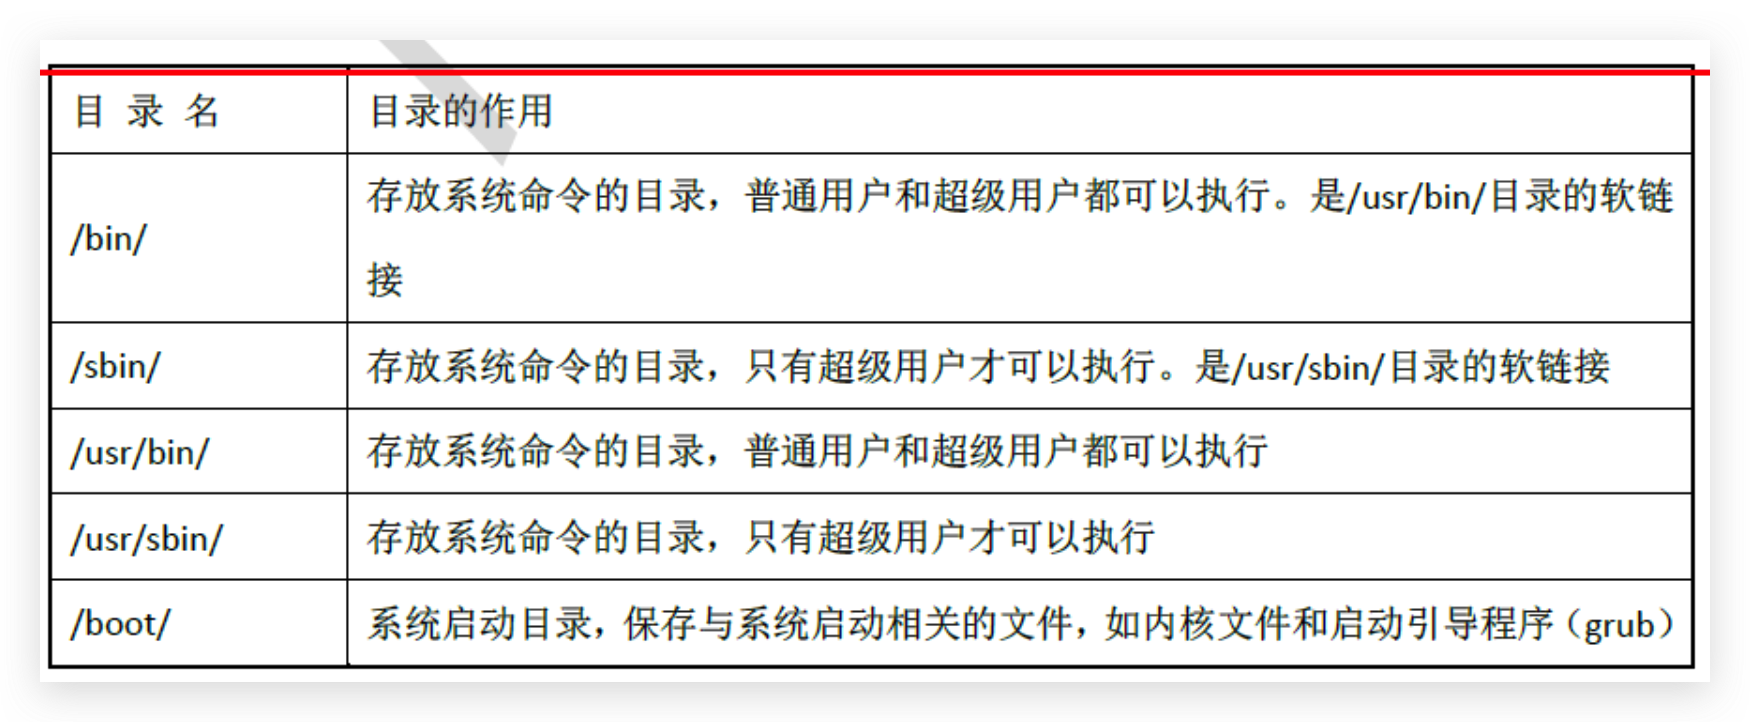 目 录 名
目录的作用
/bin/
存放系统命令的目录，普通用户和超级用户都可以执行。是/usr/bin/目录的软链
接
/sbin/
存放系统命令的目录，只有超级用户才可以执行。是/usr/sbin/目录的软链接
/usr/bin/
存放系统命令的目录，普通用户和超级用户都可以执行
/usr/sbin/
存放系统命令的目录，只有超级用户才可以执行
/boot/
系统启动目录，保存与系统启动相关的文件，如内核文件和启动引导程序（grub）